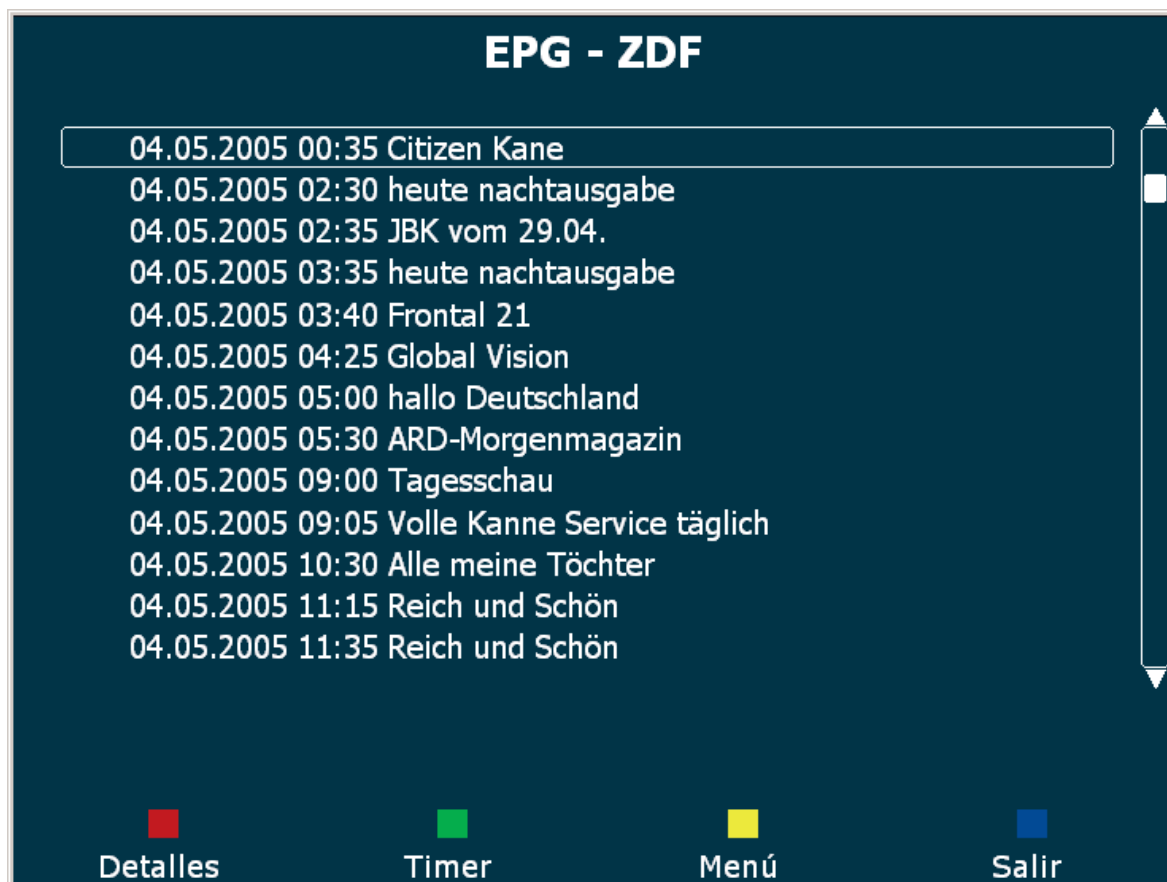 EPG - ZDF
04.05.2005 00:35 Citizen Kane
04.05.2005 02:30 heute nachtausgabe
04.05.2005 02:35 JBK vom 29.04.
04.05.2005 03:35 heute nachtausgabe
04.05.2005 03:40 Frontal 21
04.05.2005 04:25 Global Vision
04.05.2005 05:00 hallo Deutschland
04.05.2005 05:30 ARD-Morgenmagazin
04.05.2005 09:00 Tagesschau
04.05.2005 09:05 Volle Kanne Service täglich
04.05.2005 10:30 Alle meine Töchter
04.05.2005 11:15 Reich und Schön
04.05.2005 11:35 Reich und Schön
Detalles Timer Menú Salir